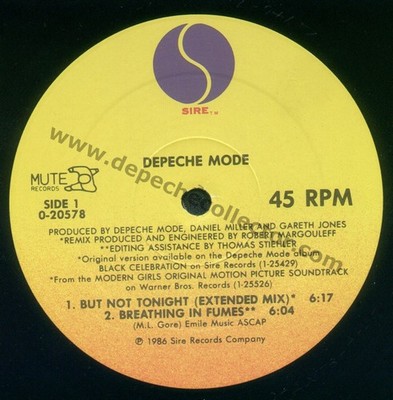 SIRE™
DEPECHE MODE
MUTE
RECORDS
SIDE 1
0-20578
45 RPM
PRODUCED BY DEPECHE MODE, DANIEL MILLER AND GARETH JONES
*REMIX PRODUCED AND ENGINEERED BY ROBERT MARGOULEFF
**EDITING ASSISTANCE BY THOMAS STIEHLER
*Original version available on the Depeche Mode album
BLACK CELEBRATION on Sire Records (1-25429)
*From the MODERN GIRLS ORIGINAL MOTION PICTURE SOUNDTRACK
on Warner Bros. Records (1-25526)
1. BUT NOT TONIGHT (EXTENDED MIX)* 6:17
2. BREATHING IN FUMES** 6:04
(M.L. Gore) Emile Music ASCAP
℗ 1986 Sire Records Company
www.depechecollector.com